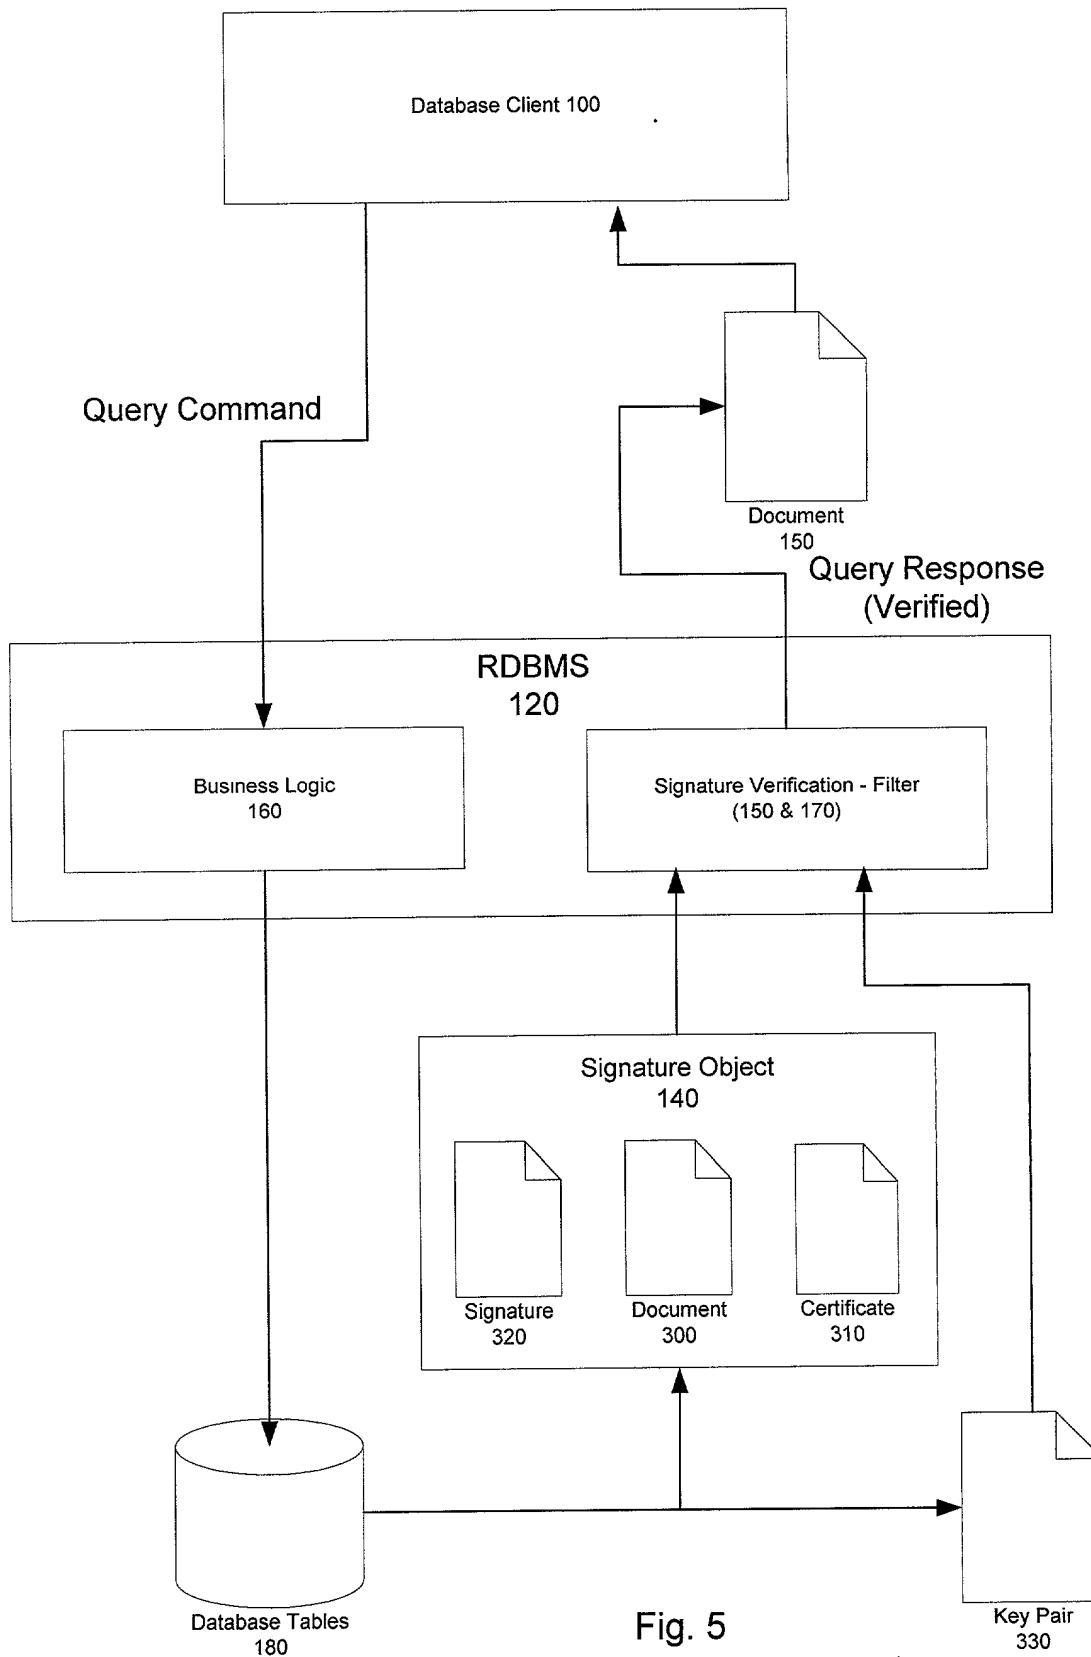 Database Client 100
Query Command
Document
150
Query Response
(Verified)
RDBMS
120
Business Logic
160
Signature Verification - Filter
(150 & 170)
Signature Object
140
Signature
320
Document
300
Certificate
310
Database Tables
180
Fig. 5
Key Pair
330